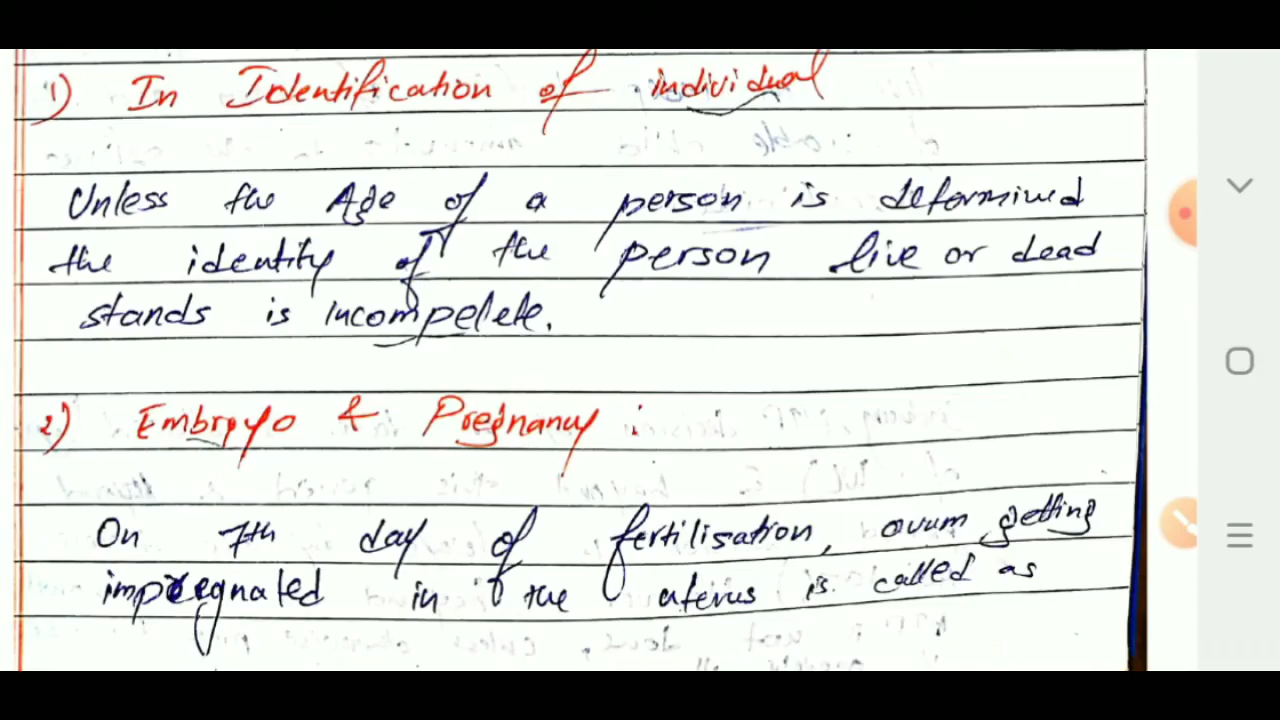 1) In Identification of individual
Unless the Age of a person is determined
the identity of the person live or dead
stands is incompelete.
2) Embryo & Pregnancy :
On 7th day of fertilisation, ovum getting
impregnated in the uterus is called as